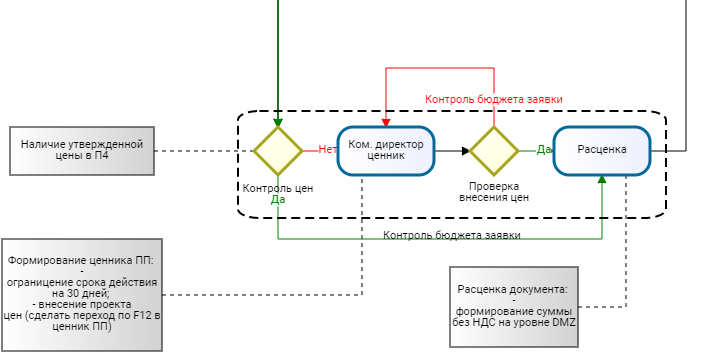 Контроль бюджета заявки
Наличие утвержденной
цены в П4
Нет
Ком. директор
ценник
Да
Расценка
Контроль цен
Да
Проверка
внесения цен
Контроль бюджета заявки
Формирование ценника ПП:
-
ограницение срока действия
на 30 дней;
- внесение проекта
цен (сделать переход по F12 в
ценник ПП)
Расценка документа:
-
формирование суммы
без НДС на уровне DMZ